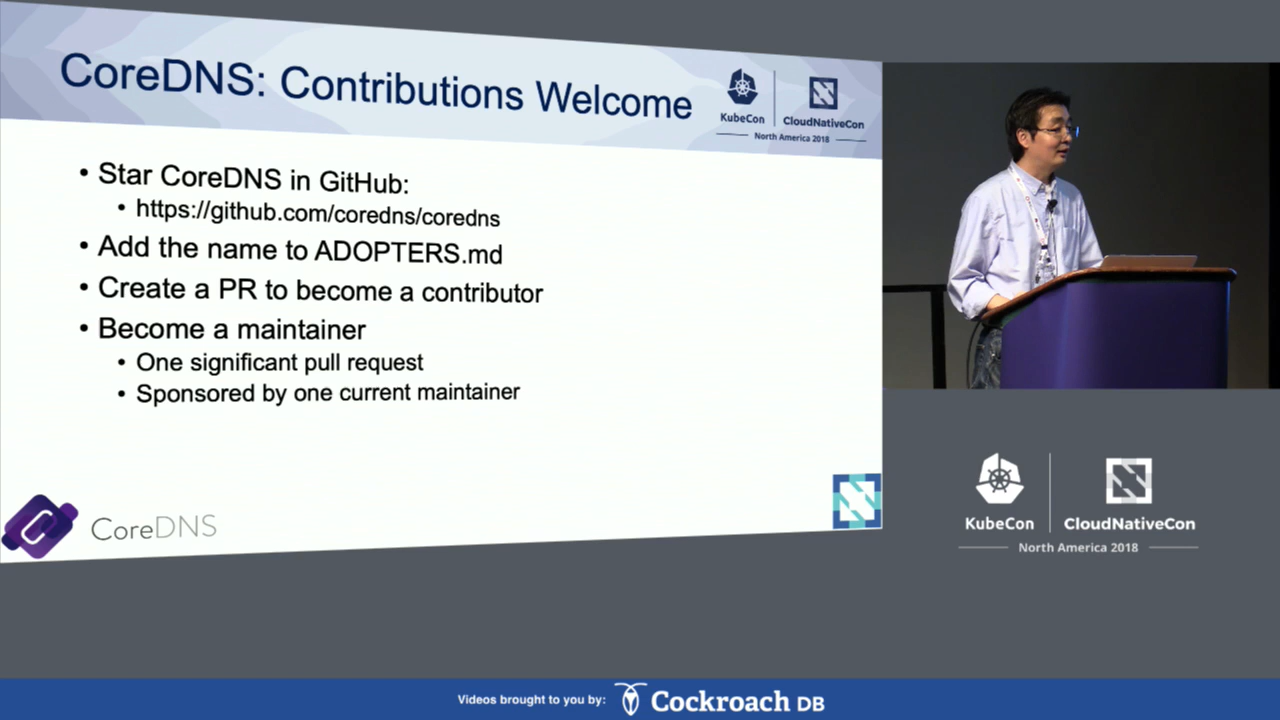 CoreDNS: Contributions Welcome
KubeCon
CloudNativeCon
North America 2018
• Star CoreDNS in GitHub:
• https://github.com/coredns/coredns
• Add the name to ADOPTERS.md
• Create a PR to become a contributor
• Become a maintainer
• One significant pull request
• Sponsored by one current maintainer
CoreDNS
KubeCon
CloudNativeCon
North America 2018
Videos brought to you by:
Cockroach DB